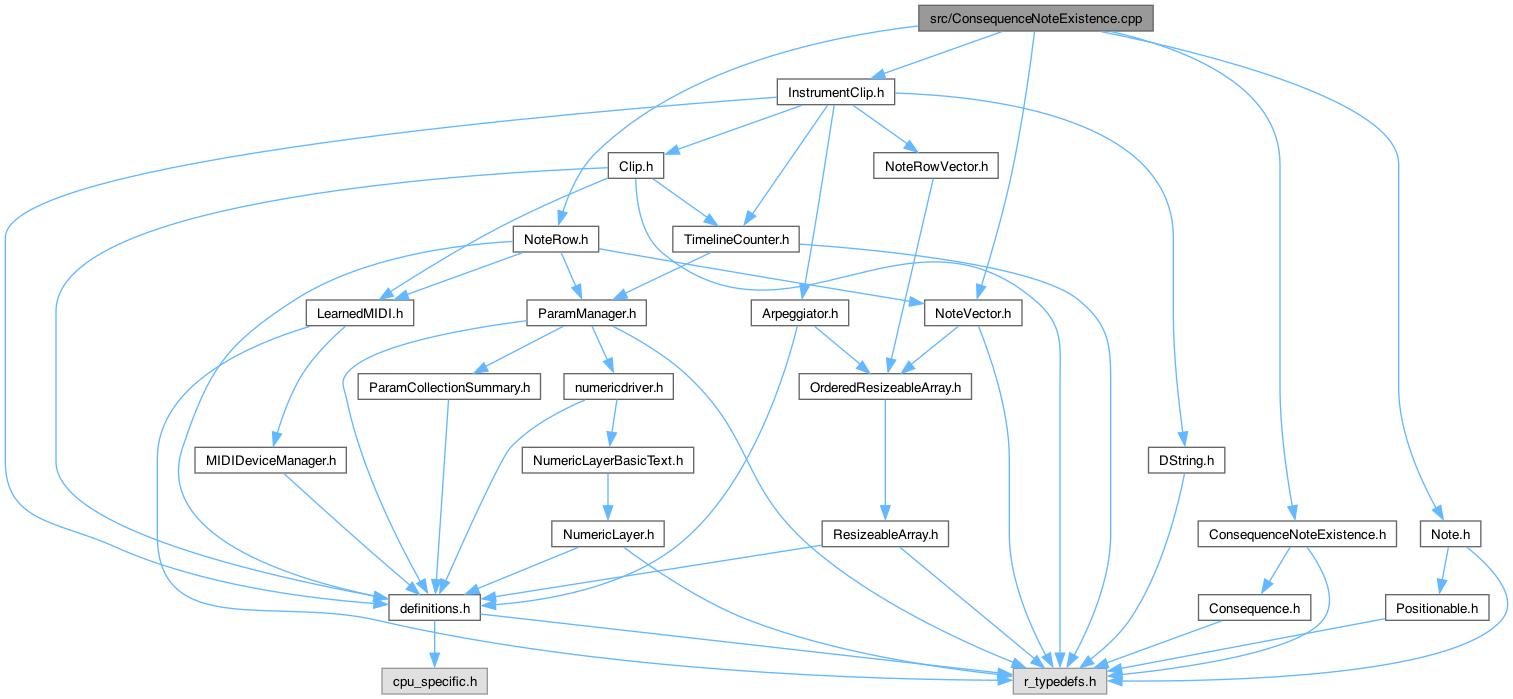 src/ConsequenceNoteExistence.cpp
InstrumentClip.h
Clip.h
NoteRowVector.h
NoteRow.h
TimelineCounter.h
LearnedMIDI.h
ParamManager.h
Arpeggiator.h
NoteVector.h
ParamCollectionSummary.h
numericdriver.h
OrderedResizeableArray.h
MIDIDeviceManager.h
NumericLayerBasicText.h
DString.h
NumericLayer.h
ResizeableArray.h
ConsequenceNoteExistence.h
Note.h
definitions.h
Consequence.h
Positionable.h
cpu_specific.h
r_typedefs.h